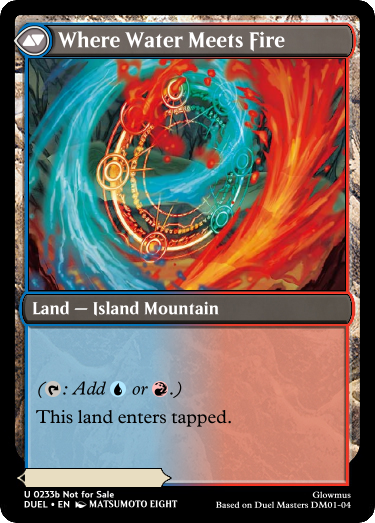 Where Water Meets Fire
Land — Island Mountain
(: Add or .)
This land enters tapped.
U 0233b Not for Sale
DUEL • EN MATSUMOTO EIGHT
Glowmus
Based on Duel Masters DM01-04